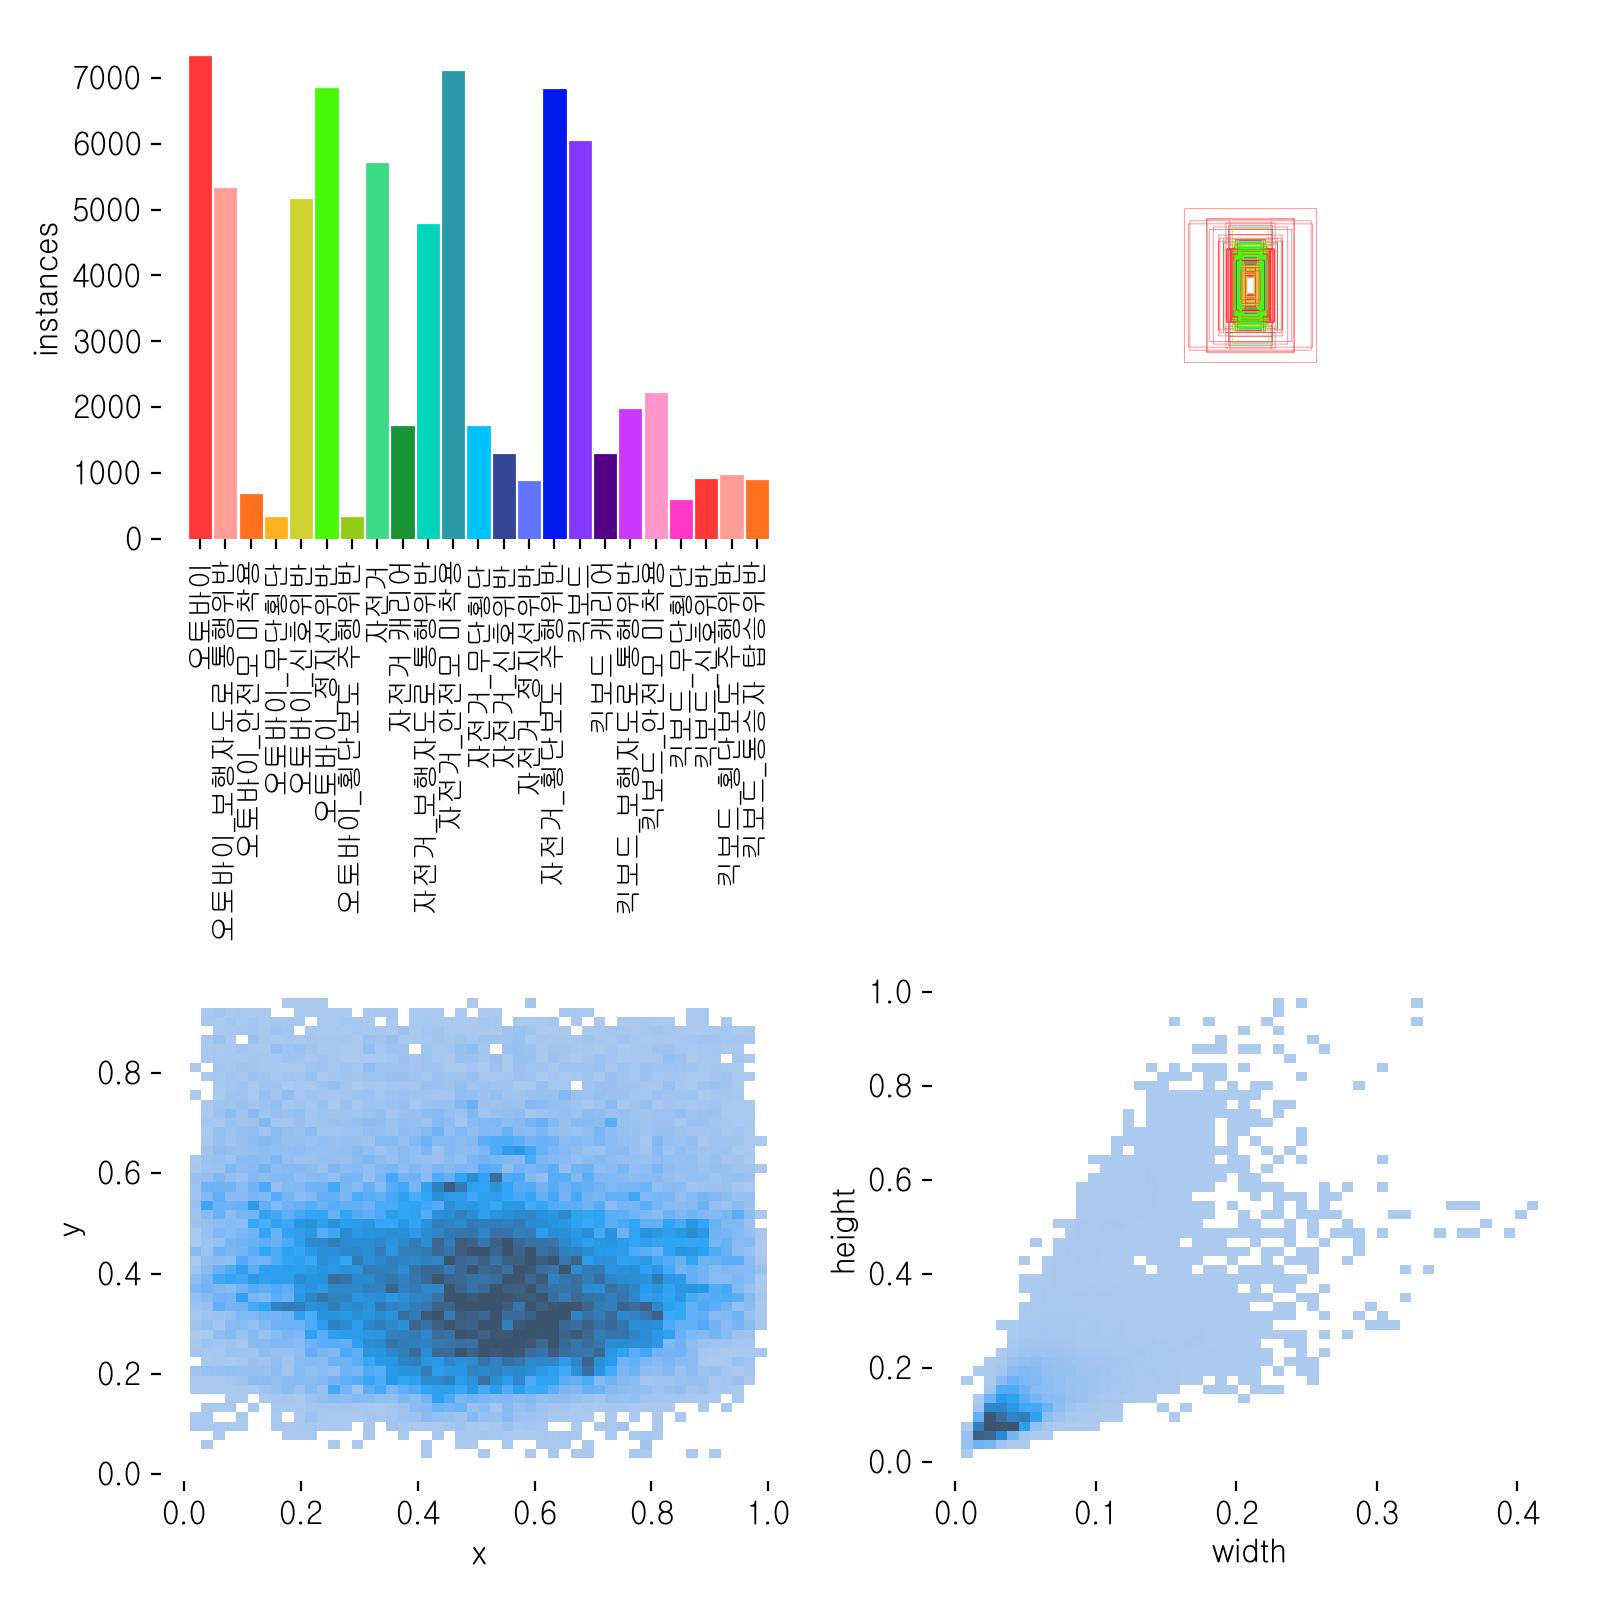 7000
6000
5000
4000
3000
2000
1000
0
instances
오토바이
오토바이_보행자도로 통행위반
오토바이_안전모 미착용
오토바이_무단횡단
오토바이_신호위반
오토바이_정지선위반
오토바이_횡단보도 주행위반
자전거
자전거 캐리어
자전거_보행자도로 통행위반
자전거_안전모 미착용
자전거_무단횡단
자전거_신호위반
자전거_정지선위반
자전거_횡단보도 주행위반
킥보드
킥보드 캐리어
킥보드_보행자도로 통행위반
킥보드_안전모 미착용
킥보드_무단횡단
킥보드_신호위반
킥보드_횡단보도 주행위반
킥보드_동승자 탑승위반
0.8
0.6
y
0.4
0.2
0.0
0.0 0.2 0.4 0.6 0.8 1.0
x
1.0
0.8
0.6
height
0.4
0.2
0.0
0.0 0.1 0.2 0.3 0.4
width